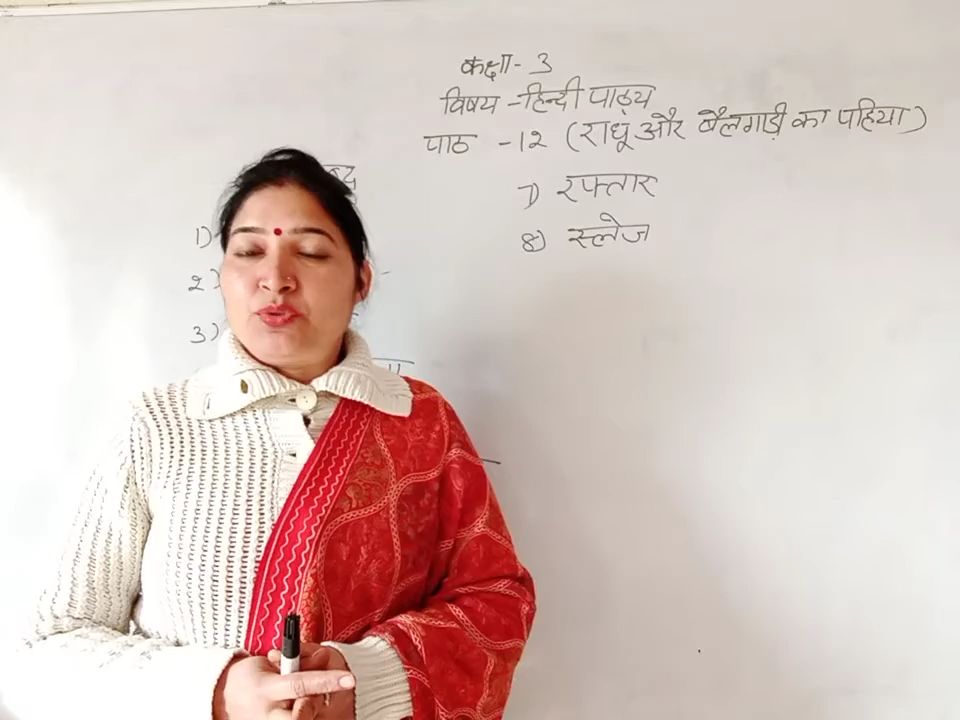 कक्षा- 3
विषय -हिन्दी पाठ्य
पाठ -12 (राधू और बैलगाड़ी का पहिया)
7) रफ्तार
8) स्लेज
1)
2)
3)